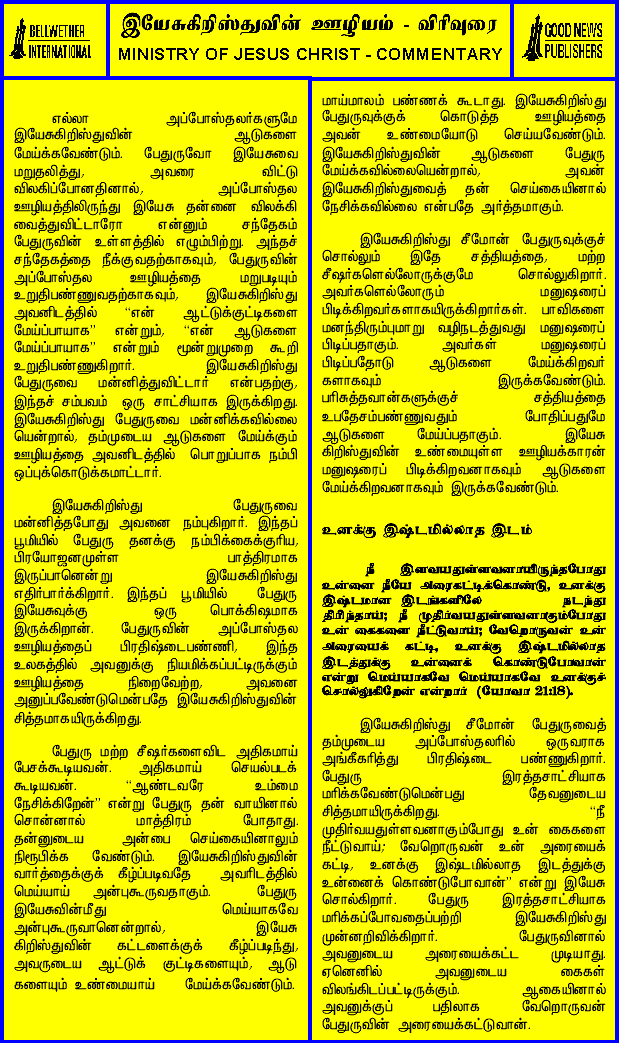 BELLWETHER
INTERNATIONAL
இயேசுகிறிஸ்துவின் ஊழியம் - விரிவுரை
MINISTRY OF JESUS CHRIST - COMMENTARY
GOOD NEWS
PUBLISHERS
எல்லா அப்போஸ்தலர்களுமே
இயேசுகிறிஸ்துவின் ஆடுகளை
மேய்க்கவேண்டும். பேதுருவோ இயேசுவை
மறுதலித்து, அவரை விட்டு
விலகிப்போனதினால், அப்போஸ்தல
ஊழியத்திலிருந்து இயேசு தன்னை விலக்கி
வைத்துவிட்டாரோ என்னும் சந்தேகம்
பேதுருவின் உள்ளத்தில் எழும்பிற்று. அந்தச்
சந்தேகத்தை நீக்குவதற்காகவும், பேதுருவின்
அப்போஸ்தல ஊழியத்தை மறுபடியும்
உறுதிபண்ணுவதற்காகவும், இயேசுகிறிஸ்து
அவனிடத்தில் “என் ஆட்டுக்குட்டிகளை
மேய்ப்பாயாக” என்றும், “என் ஆடுகளை
மேய்ப்பாயாக” என்றும் மூன்றுமுறை கூறி
உறுதிபண்ணுகிறார். இயேசுகிறிஸ்து
பேதுருவை மன்னித்துவிட்டார் என்பதற்கு,
இந்தச் சம்பவம் ஒரு சாட்சியாக இருக்கிறது.
இயேசுகிறிஸ்து பேதுருவை மன்னிக்கவில்லை
யென்றால், தம்முடைய ஆடுகளை மேய்க்கும்
ஊழியத்தை அவனிடத்தில் பொறுப்பாக நம்பி
ஒப்புக்கொடுக்கமாட்டார்.
இயேசுகிறிஸ்து பேதுருவை
மன்னித்தபோது அவனை நம்புகிறார். இந்தப்
பூமியில் பேதுரு தனக்கு நம்பிக்கைக்குரிய,
பிரயோஜனமுள்ள பாத்திரமாக
இருப்பானென்று இயேசுகிறிஸ்து
எதிர்பார்க்கிறார். இந்தப் பூமியில் பேதுரு
இயேசுவுக்கு ஒரு பொக்கிஷமாக
இருக்கிறான். பேதுருவின் அப்போஸ்தல
ஊழியத்தைப் பிரதிஷ்டைபண்ணி, இந்த
உலகத்தில் அவனுக்கு நியமிக்கப்பட்டிருக்கும்
ஊழியத்தை நிறைவேற்ற, அவனை
அனுப்பவேண்டுமென்பதே இயேசுகிறிஸ்துவின்
சித்தமாகயிருக்கிறது.
பேதுரு மற்ற சீஷர்களைவிட அதிகமாய்
பேசக்கூடியவன். அதிகமாய் செயல்படக்
கூடியவன். “ஆண்டவரே உம்மை
நேசிக்கிறேன்” என்று பேதுரு தன் வாயினால்
சொன்னால் மாத்திரம் போதாது.
தன்னுடைய அன்பை செய்கையினாலும்
நிரூபிக்க வேண்டும். இயேசுகிறிஸ்துவின்
வார்த்தைக்குக் கீழ்ப்படிவதே அவரிடத்தில்
மெய்யாய் அன்புகூருவதாகும். பேதுரு
இயேசுவின்மீது மெய்யாகவே
அன்புகூருவானென்றால், இயேசு
கிறிஸ்துவின் கட்டளைக்குக் கீழ்ப்படிந்து,
அவருடைய ஆட்டுக் குட்டிகளையும், ஆடு
களையும் உண்மையாய் மேய்க்கவேண்டும்.
மாய்மாலம் பண்ணக் கூடாது. இயேசுகிறிஸ்து
பேதுருவுக்குக் கொடுத்த ஊழியத்தை
அவன் உண்மையோடு செய்யவேண்டும்.
இயேசுகிறிஸ்துவின் ஆடுகளை பேதுரு
மேய்க்கவில்லையென்றால், அவன்
இயேசுகிறிஸ்துவைத் தன் செய்கையினால்
நேசிக்கவில்லை என்பதே அர்த்தமாகும்.
இயேசுகிறிஸ்து சீமோன் பேதுருவுக்குச்
சொல்லும் இதே சத்தியத்தை, மற்ற
சீஷர்களெல்லோருக்குமே சொல்லுகிறார்.
அவர்களெல்லோரும் மனுஷரைப்
பிடிக்கிறவர்களாகயிருக்கிறார்கள். பாவிகளை
மனந்திரும்புமாறு வழிநடத்துவது மனுஷரைப்
பிடிப்பதாகும். அவர்கள் மனுஷரைப்
பிடிப்பதோடு ஆடுகளை மேய்க்கிறவர்
களாகவும் இருக்கவேண்டும்.
பரிசுத்தவான்களுக்குச் சத்தியத்தை
உபதேசம்பண்ணுவதும் போதிப்பதுமே
ஆடுகளை மேய்ப்பதாகும். இயேசு
கிறிஸ்துவின் உண்மையுள்ள ஊழியக்காரன்
மனுஷரைப் பிடிக்கிறவனாகவும் ஆடுகளை
மேய்க்கிறவனாகவும் இருக்கவேண்டும்.
உனக்கு இஷ்டமில்லாத இடம்
நீ இளவயதுள்ளவனாயிருந்தபோது
உன்னை நீயே அரைகட்டிக்கொண்டு, உனக்கு
இஷ்டமான இடங்களிலே நடந்து
திரிந்தாய்; நீ முதிர்வயதுள்ளவனாகும்போது
உன் கைகளை நீட்டுவாய்; வேறொருவன் உன்
அரையைக் கட்டி, உனக்கு இஷ்டமில்லாத
இடத்துக்கு உன்னைக் கொண்டுபோவான்
என்று மெய்யாகவே மெய்யாகவே உனக்குச்
சொல்லுகிறேன் என்றார் (யோவா 21:18).
இயேசுகிறிஸ்து சீமோன் பேதுருவைத்
தம்முடைய அப்போஸ்தலரில் ஒருவராக
அங்கீகரித்து பிரதிஷ்டை பண்ணுகிறார்.
பேதுரு இரத்தசாட்சியாக
மரிக்கவேண்டுமென்பது தேவனுடைய
சித்தமாயிருக்கிறது. “நீ
முதிர்வயதுள்ளவனாகும்போது உன் கைகளை
நீட்டுவாய்; வேறொருவன் உன் அரையைக்
கட்டி, உனக்கு இஷ்டமில்லாத இடத்துக்கு
உன்னைக் கொண்டுபோவான்” என்று இயேசு
சொல்கிறார். பேதுரு இரத்தசாட்சியாக
மரிக்கப்போவதைப்பற்றி இயேசுகிறிஸ்து
முன்னறிவிக்கிறார். பேதுருவினால்
அவனுடைய அரையைக்கட்ட முடியாது.
ஏனெனில் அவனுடைய கைகள்
விலங்கிடப்பட்டிருக்கும். ஆகையினால்
அவனுக்குப் பதிலாக வேறொருவன்
பேதுருவின் அரையைக்கட்டுவான்.